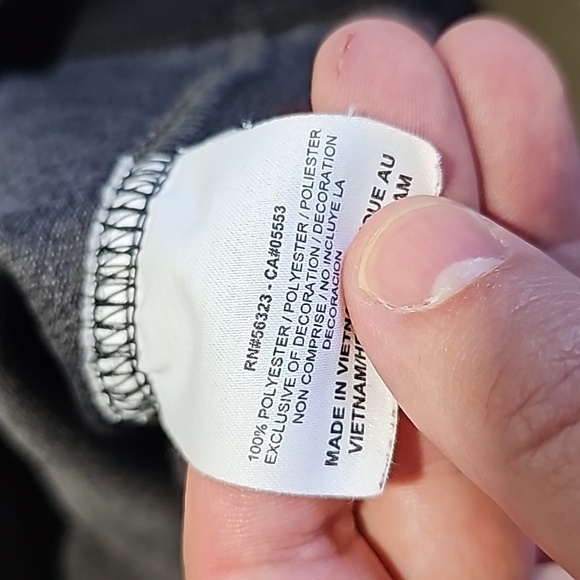 RN#56323 - CA#05553
100% POLYESTER / POLYESTER / POLIESTER
EXCLUSIVE OF DECORATION / DECORATION
NON COMPRISE / NO INCLUYE LA
DECORACION
MADE IN VIETN QUE AU
VIETNAM/HE AM